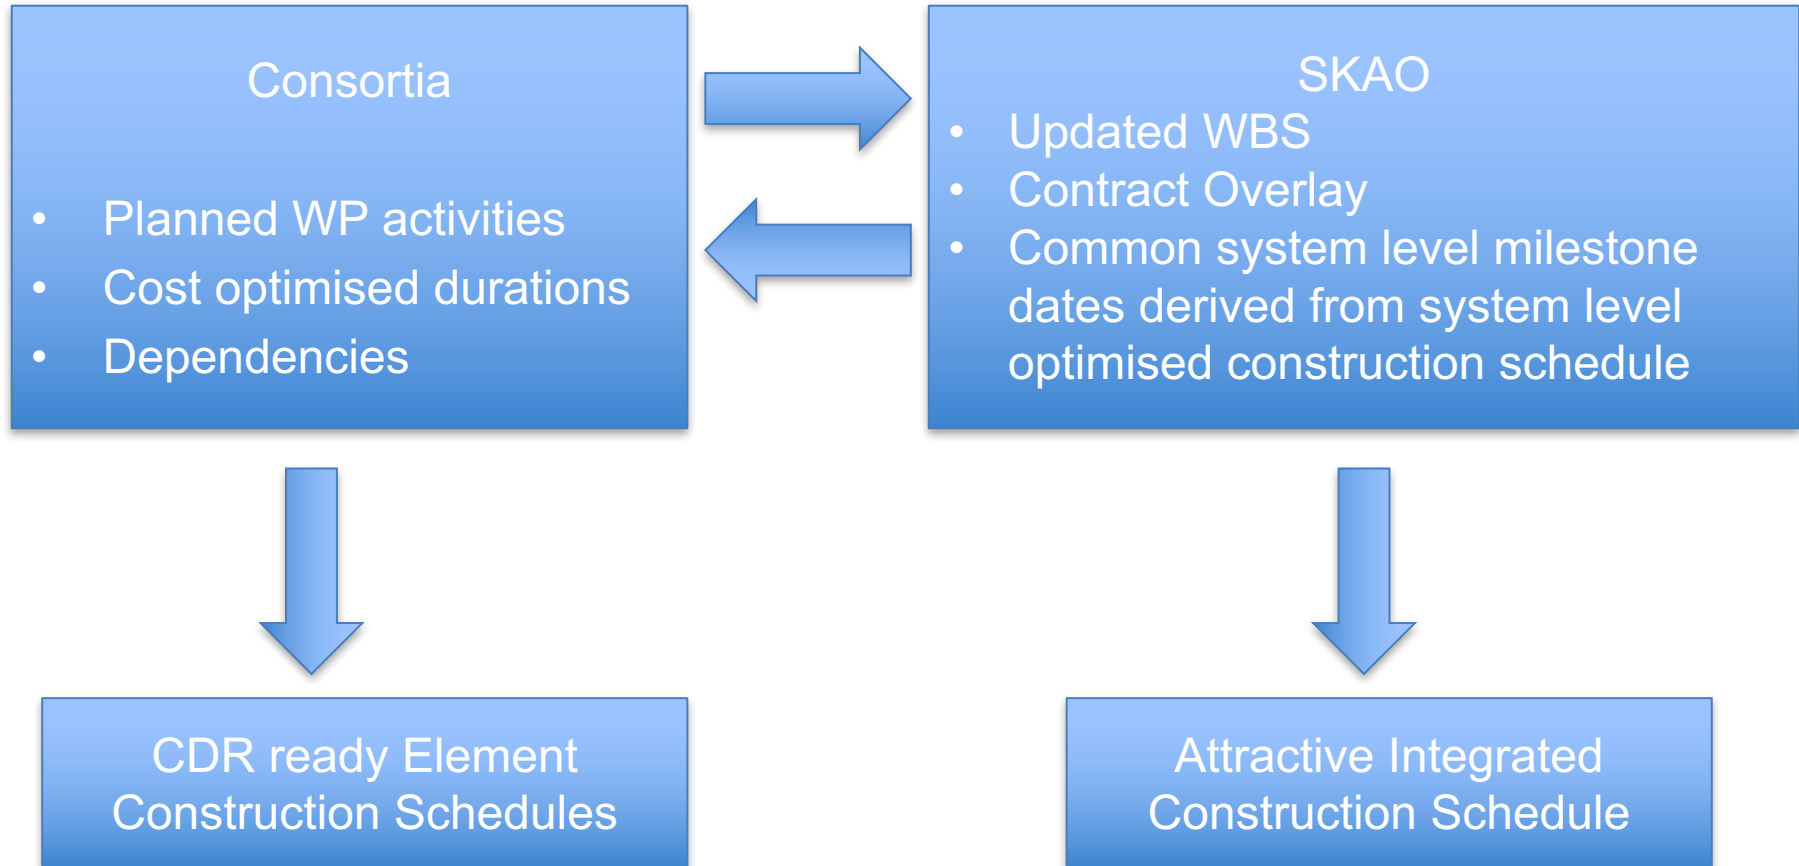 Consortia
• Planned WP activities
• Cost optimised durations
• Dependencies
SKAO
• Updated WBS
• Contract Overlay
• Common system level milestone
dates derived from system level
optimised construction schedule
CDR ready Element
Construction Schedules
Attractive Integrated
Construction Schedule